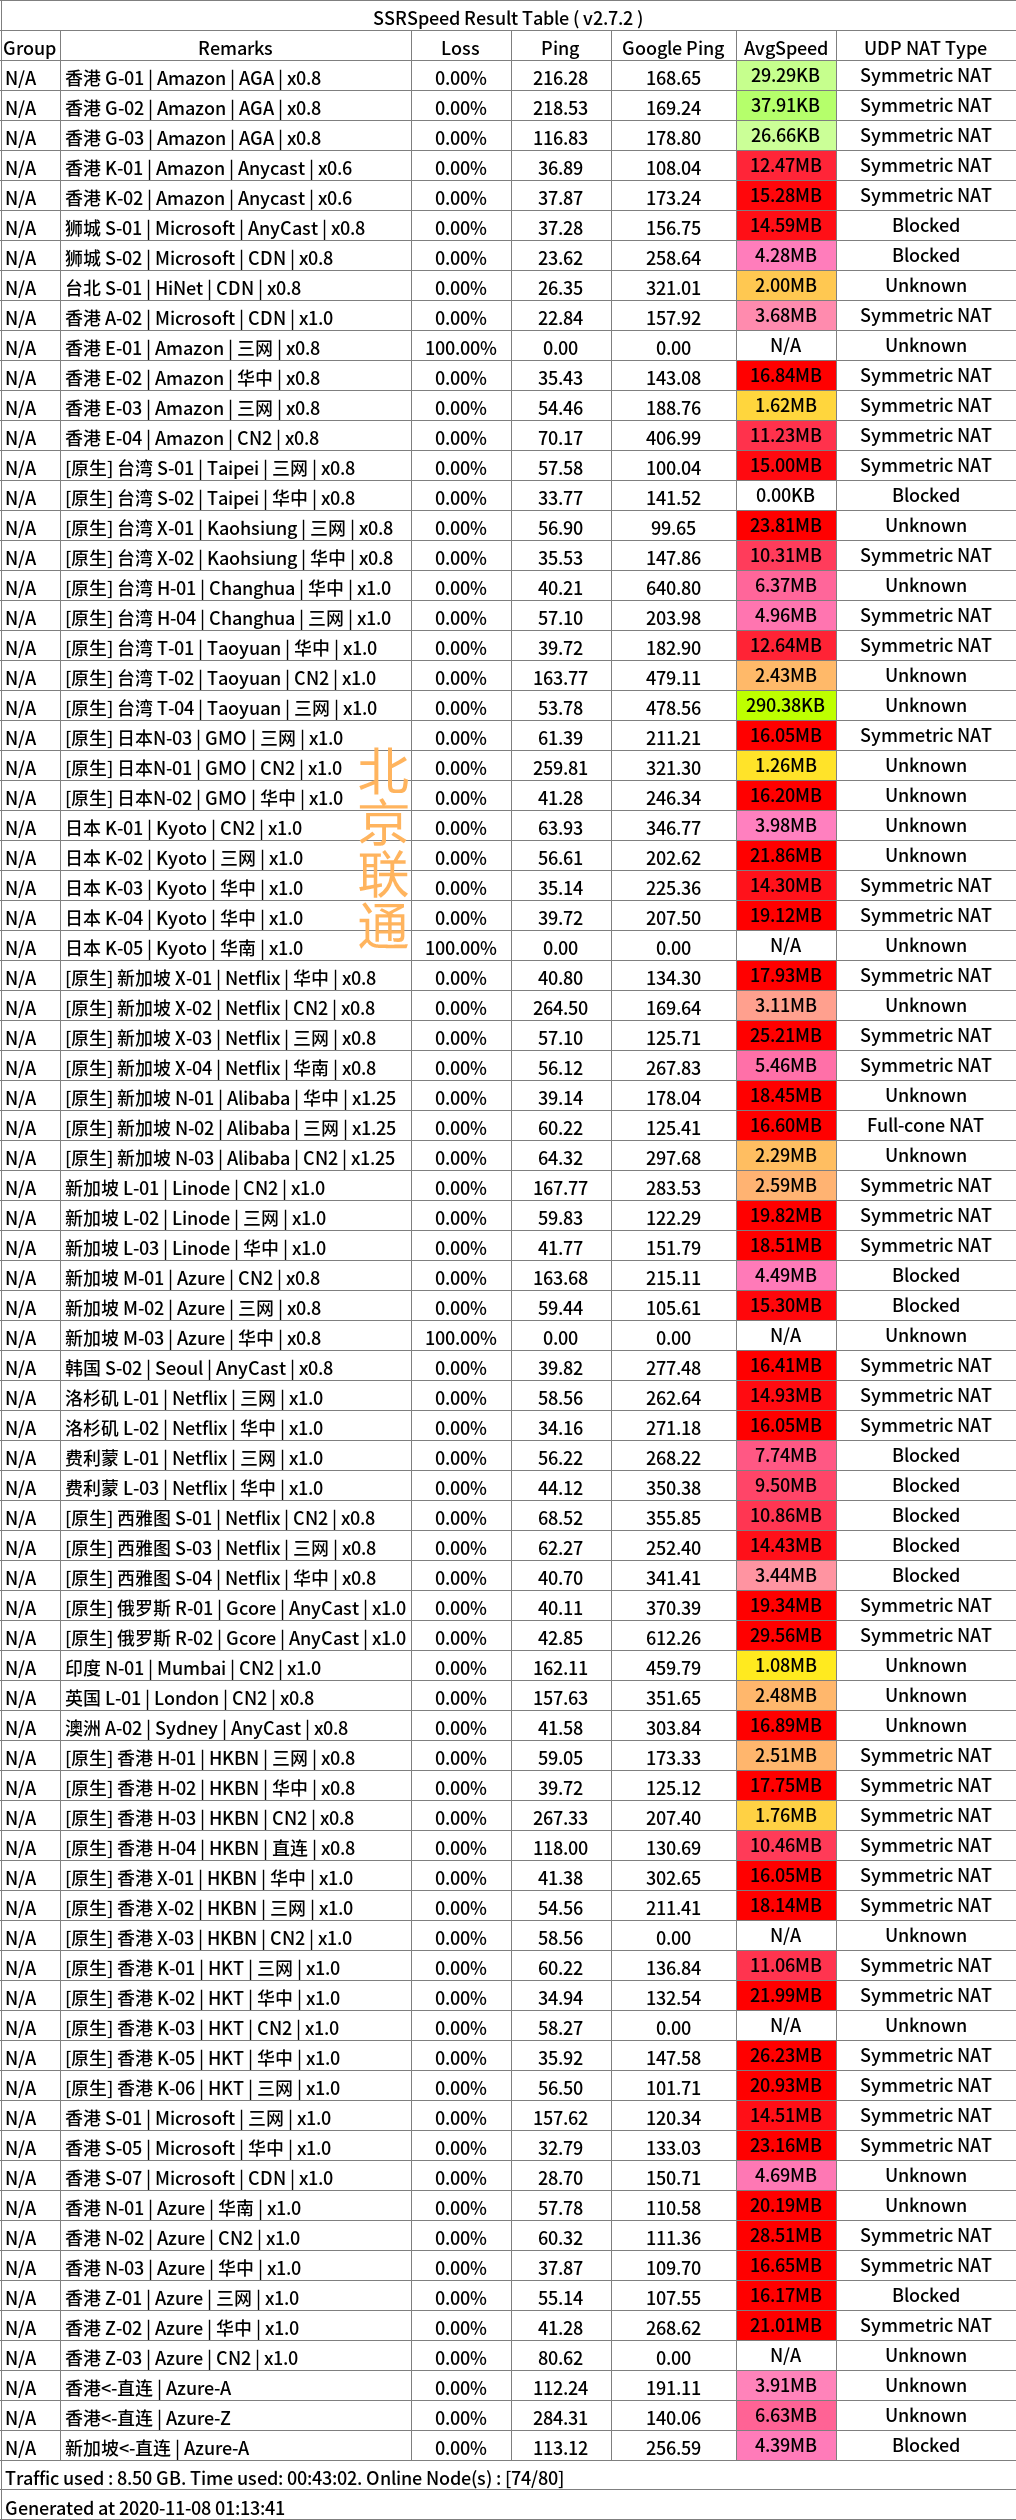 SSRSpeed Result Table ( v2.7.2 )
Group Remarks Loss Ping Google Ping AvgSpeed UDP NAT Type
N/A 香港 G-01 | Amazon | AGA | x0.8 0.00% 216.28 168.65 29.29KB Symmetric NAT
N/A 香港 G-02 | Amazon | AGA | x0.8 0.00% 218.53 169.24 37.91KB Symmetric NAT
N/A 香港 G-03 | Amazon | AGA | x0.8 0.00% 116.83 178.80 26.66KB Symmetric NAT
N/A 香港 K-01 | Amazon | Anycast | x0.6 0.00% 36.89 108.04 12.47MB Symmetric NAT
N/A 香港 K-02 | Amazon | Anycast | x0.6 0.00% 37.87 173.24 15.28MB Symmetric NAT
N/A 狮城 S-01 | Microsoft | AnyCast | x0.8 0.00% 37.28 156.75 14.59MB Blocked
N/A 狮城 S-02 | Microsoft | CDN | x0.8 0.00% 23.62 258.64 4.28MB Blocked
N/A 台北 S-01 | HiNet | CDN | x0.8 0.00% 26.35 321.01 2.00MB Unknown
N/A 香港 A-02 | Microsoft | CDN | x1.0 0.00% 22.84 157.92 3.68MB Symmetric NAT
N/A 香港 E-01 | Amazon | 三网 | x0.8 100.00% 0.00 0.00 N/A Unknown
N/A 香港 E-02 | Amazon | 华中 | x0.8 0.00% 35.43 143.08 16.84MB Symmetric NAT
N/A 香港 E-03 | Amazon | 三网 | x0.8 0.00% 54.46 188.76 1.62MB Symmetric NAT
N/A 香港 E-04 | Amazon | CN2 | x0.8 0.00% 70.17 406.99 11.23MB Symmetric NAT
N/A [原生] 台湾 S-01 | Taipei | 三网 | x0.8 0.00% 57.58 100.04 15.00MB Symmetric NAT
N/A [原生] 台湾 S-02 | Taipei | 华中 | x0.8 0.00% 33.77 141.52 0.00KB Blocked
N/A [原生] 台湾 X-01 | Kaohsiung | 三网 | x0.8 0.00% 56.90 99.65 23.81MB Unknown
N/A [原生] 台湾 X-02 | Kaohsiung | 华中 | x0.8 0.00% 35.53 147.86 10.31MB Symmetric NAT
N/A [原生] 台湾 H-01 | Changhua | 华中 | x1.0 0.00% 40.21 640.80 6.37MB Unknown
N/A [原生] 台湾 H-04 | Changhua | 三网 | x1.0 0.00% 57.10 203.98 4.96MB Symmetric NAT
N/A [原生] 台湾 T-01 | Taoyuan | 华中 | x1.0 0.00% 39.72 182.90 12.64MB Symmetric NAT
N/A [原生] 台湾 T-02 | Taoyuan | CN2 | x1.0 0.00% 163.77 479.11 2.43MB Unknown
N/A [原生] 台湾 T-04 | Taoyuan | 三网 | x1.0 0.00% 53.78 478.56 290.38KB Unknown
N/A [原生] 日本N-03 | GMO | 三网 | x1.0 0.00% 61.39 211.21 16.05MB Symmetric NAT
N/A [原生] 日本N-01 | GMO | CN2 | x1.0 0.00% 259.81 321.30 1.26MB Unknown
N/A [原生] 日本N-02 | GMO | 华中 | x1.0 0.00% 41.28 246.34 16.20MB Unknown
N/A 日本 K-01 | Kyoto | CN2 | x1.0 0.00% 63.93 346.77 3.98MB Unknown
N/A 日本 K-02 | Kyoto | 三网 | x1.0 0.00% 56.61 202.62 21.86MB Unknown
N/A 日本 K-03 | Kyoto | 华中 | x1.0 0.00% 35.14 225.36 14.30MB Symmetric NAT
N/A 日本 K-04 | Kyoto | 华中 | x1.0 0.00% 39.72 207.50 19.12MB Symmetric NAT
N/A 日本 K-05 | Kyoto | 华南 | x1.0 100.00% 0.00 0.00 N/A Unknown
北京联通
N/A [原生] 新加坡 X-01 | Netflix | 华中 | x0.8 0.00% 40.80 134.30 17.93MB Symmetric NAT
N/A [原生] 新加坡 X-02 | Netflix | CN2 | x0.8 0.00% 264.50 169.64 3.11MB Unknown
N/A [原生] 新加坡 X-03 | Netflix | 三网 | x0.8 0.00% 57.10 125.71 25.21MB Symmetric NAT
N/A [原生] 新加坡 X-04 | Netflix | 华南 | x0.8 0.00% 56.12 267.83 5.46MB Symmetric NAT
N/A [原生] 新加坡 N-01 | Alibaba | 华中 | x1.25 0.00% 39.14 178.04 18.45MB Unknown
N/A [原生] 新加坡 N-02 | Alibaba | 三网 | x1.25 0.00% 60.22 125.41 16.60MB Full-cone NAT
N/A [原生] 新加坡 N-03 | Alibaba | CN2 | x1.25 0.00% 64.32 297.68 2.29MB Unknown
N/A 新加坡 L-01 | Linode | CN2 | x1.0 0.00% 167.77 283.53 2.59MB Symmetric NAT
N/A 新加坡 L-02 | Linode | 三网 | x1.0 0.00% 59.83 122.29 19.82MB Symmetric NAT
N/A 新加坡 L-03 | Linode | 华中 | x1.0 0.00% 41.77 151.79 18.51MB Symmetric NAT
N/A 新加坡 M-01 | Azure | CN2 | x0.8 0.00% 163.68 215.11 4.49MB Blocked
N/A 新加坡 M-02 | Azure | 三网 | x0.8 0.00% 59.44 105.61 15.30MB Blocked
N/A 新加坡 M-03 | Azure | 华中 | x0.8 100.00% 0.00 0.00 N/A Unknown
N/A 韩国 S-02 | Seoul | AnyCast | x0.8 0.00% 39.82 277.48 16.41MB Symmetric NAT
N/A 洛杉矶 L-01 | Netflix | 三网 | x1.0 0.00% 58.56 262.64 14.93MB Symmetric NAT
N/A 洛杉矶 L-02 | Netflix | 华中 | x1.0 0.00% 34.16 271.18 16.05MB Symmetric NAT
N/A 费利蒙 L-01 | Netflix | 三网 | x1.0 0.00% 56.22 268.22 7.74MB Blocked
N/A 费利蒙 L-03 | Netflix | 华中 | x1.0 0.00% 44.12 350.38 9.50MB Blocked
N/A [原生] 西雅图 S-01 | Netflix | CN2 | x0.8 0.00% 68.52 355.85 10.86MB Blocked
N/A [原生] 西雅图 S-03 | Netflix | 三网 | x0.8 0.00% 62.27 252.40 14.43MB Blocked
N/A [原生] 西雅图 S-04 | Netflix | 华中 | x0.8 0.00% 40.70 341.41 3.44MB Blocked
N/A [原生] 俄罗斯 R-01 | Gcore | AnyCast | x1.0 0.00% 40.11 370.39 19.34MB Symmetric NAT
N/A [原生] 俄罗斯 R-02 | Gcore | AnyCast | x1.0 0.00% 42.85 612.26 29.56MB Symmetric NAT
N/A 印度 N-01 | Mumbai | CN2 | x1.0 0.00% 162.11 459.79 1.08MB Unknown
N/A 英国 L-01 | London | CN2 | x0.8 0.00% 157.63 351.65 2.48MB Unknown
N/A 澳洲 A-02 | Sydney | AnyCast | x0.8 0.00% 41.58 303.84 16.89MB Unknown
N/A [原生] 香港 H-01 | HKBN | 三网 | x0.8 0.00% 59.05 173.33 2.51MB Symmetric NAT
N/A [原生] 香港 H-02 | HKBN | 华中 | x0.8 0.00% 39.72 125.12 17.75MB Symmetric NAT
N/A [原生] 香港 H-03 | HKBN | CN2 | x0.8 0.00% 267.33 207.40 1.76MB Symmetric NAT
N/A [原生] 香港 H-04 | HKBN | 直连 | x0.8 0.00% 118.00 130.69 10.46MB Symmetric NAT
N/A [原生] 香港 X-01 | HKBN | 华中 | x1.0 0.00% 41.38 302.65 16.05MB Symmetric NAT
N/A [原生] 香港 X-02 | HKBN | 三网 | x1.0 0.00% 54.56 211.41 18.14MB Symmetric NAT
N/A [原生] 香港 X-03 | HKBN | CN2 | x1.0 0.00% 58.56 0.00 N/A Unknown
N/A [原生] 香港 K-01 | HKT | 三网 | x1.0 0.00% 60.22 136.84 11.06MB Symmetric NAT
N/A [原生] 香港 K-02 | HKT | 华中 | x1.0 0.00% 34.94 132.54 21.99MB Symmetric NAT
N/A [原生] 香港 K-03 | HKT | CN2 | x1.0 0.00% 58.27 0.00 N/A Unknown
N/A [原生] 香港 K-05 | HKT | 华中 | x1.0 0.00% 35.92 147.58 26.23MB Symmetric NAT
N/A [原生] 香港 K-06 | HKT | 三网 | x1.0 0.00% 56.50 101.71 20.93MB Symmetric NAT
N/A 香港 S-01 | Microsoft | 三网 | x1.0 0.00% 157.62 120.34 14.51MB Symmetric NAT
N/A 香港 S-05 | Microsoft | 华中 | x1.0 0.00% 32.79 133.03 23.16MB Symmetric NAT
N/A 香港 S-07 | Microsoft | CDN | x1.0 0.00% 28.70 150.71 4.69MB Unknown
N/A 香港 N-01 | Azure | 华南 | x1.0 0.00% 57.78 110.58 20.19MB Unknown
N/A 香港 N-02 | Azure | CN2 | x1.0 0.00% 60.32 111.36 28.51MB Symmetric NAT
N/A 香港 N-03 | Azure | 华中 | x1.0 0.00% 37.87 109.70 16.65MB Symmetric NAT
N/A 香港 Z-01 | Azure | 三网 | x1.0 0.00% 55.14 107.55 16.17MB Blocked
N/A 香港 Z-02 | Azure | 华中 | x1.0 0.00% 41.28 268.62 21.01MB Symmetric NAT
N/A 香港 Z-03 | Azure | CN2 | x1.0 0.00% 80.62 0.00 N/A Unknown
N/A 香港<-直连 | Azure-A 0.00% 112.24 191.11 3.91MB Unknown
N/A 香港<-直连 | Azure-Z 0.00% 284.31 140.06 6.63MB Unknown
N/A 新加坡<-直连 | Azure-A 0.00% 113.12 256.59 4.39MB Blocked
Traffic used : 8.50 GB. Time used: 00:43:02. Online Node(s) : [74/80]
Generated at 2020-11-08 01:13:41